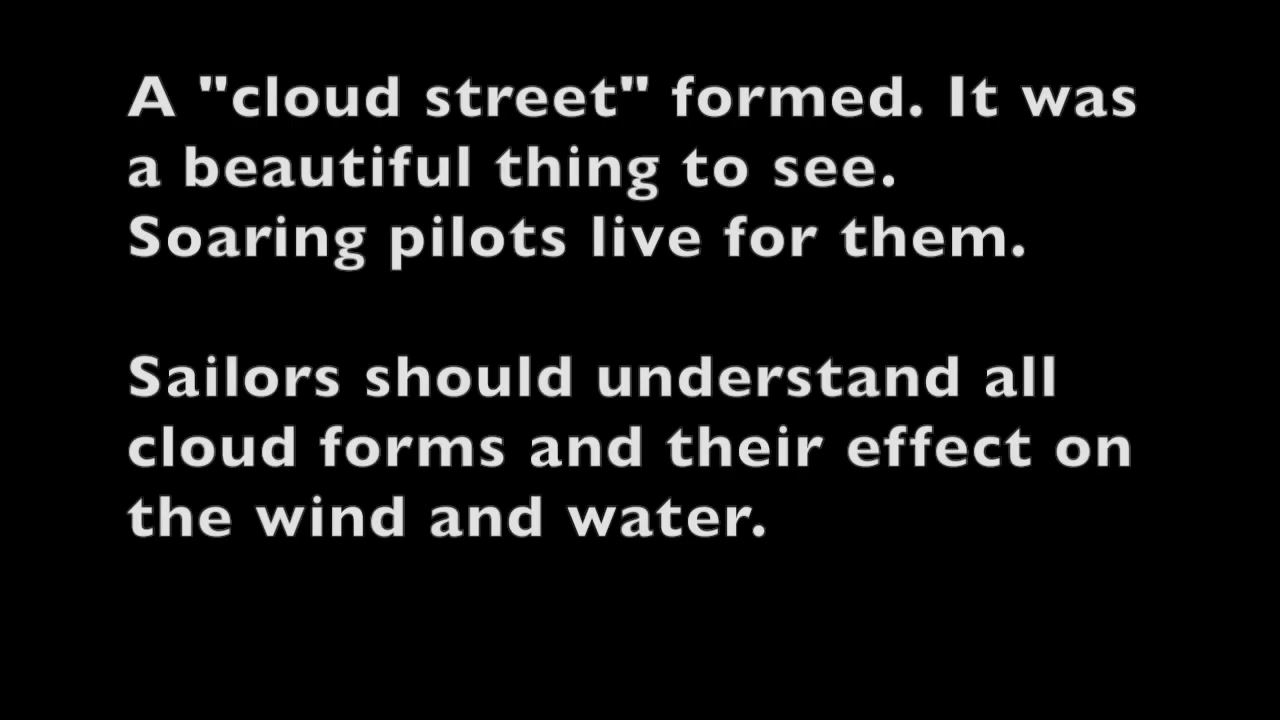 A "cloud street" formed. It was
a beautiful thing to see.
Soaring pilots live for them.
Sailors should understand all
cloud forms and their effect on
the wind and water.